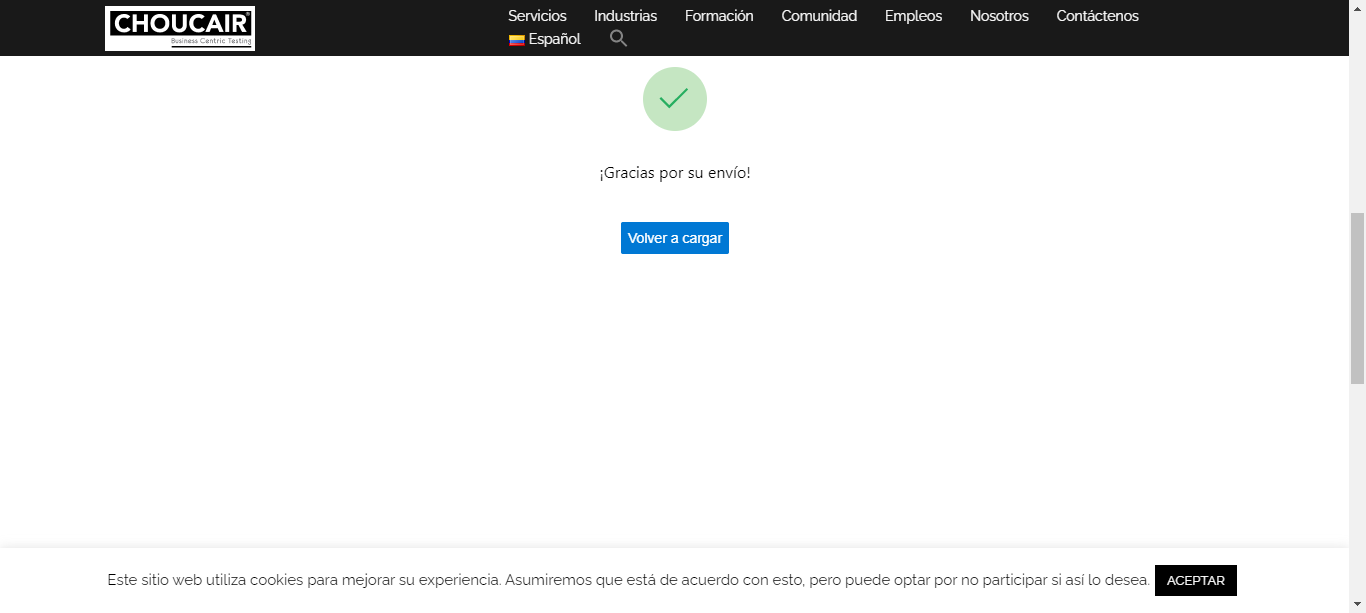 CHOUCAIR®
Business Centric Testing
Servicios Industrias Formación Comunidad Empleos Nosotros Contáctenos
Español
¡Gracias por su envío!
Volver a cargar
Este sitio web utiliza cookies para mejorar su experiencia. Asumiremos que está de acuerdo con esto, pero puede optar por no participar si así lo desea. ACEPTAR